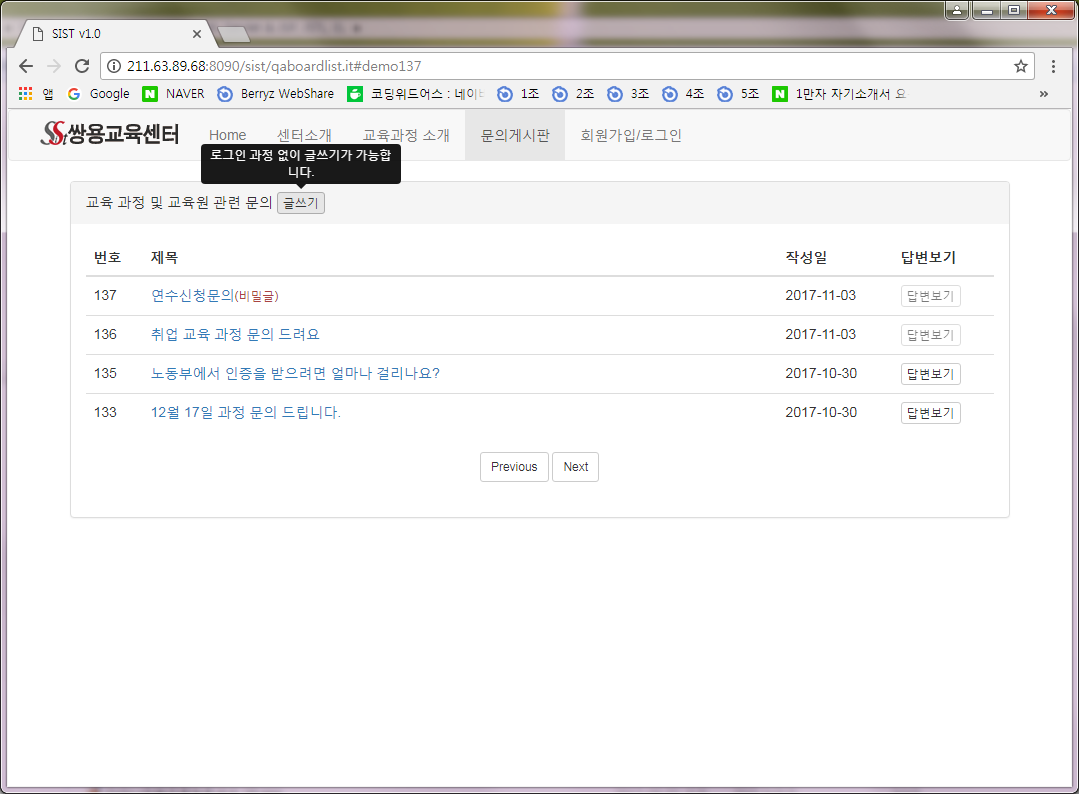 SIST v1.0
211.63.89.68:8090/sist/qaboardlist.it#demo137
앱 Google NAVER Berryz WebShare 코딩위드어스 : 네이 1조 2조 3조 4조 5조 1만자 자기소개서 요
쌍용교육센터 Home 센터소개 교육과정 소개 문의게시판 회원가입/로그인
로그인 과정 없이 글쓰기가 가능합
니다.
교육 과정 및 교육원 관련 문의 글쓰기
번호 제목 작성일 답변보기
137 연수신청문의(비밀글) 2017-11-03 답변보기
136 취업 교육 과정 문의 드려요 2017-11-03 답변보기
135 노동부에서 인증을 받으려면 얼마나 걸리나요? 2017-10-30 답변보기
133 12월 17일 과정 문의 드립니다. 2017-10-30 답변보기
Previous Next